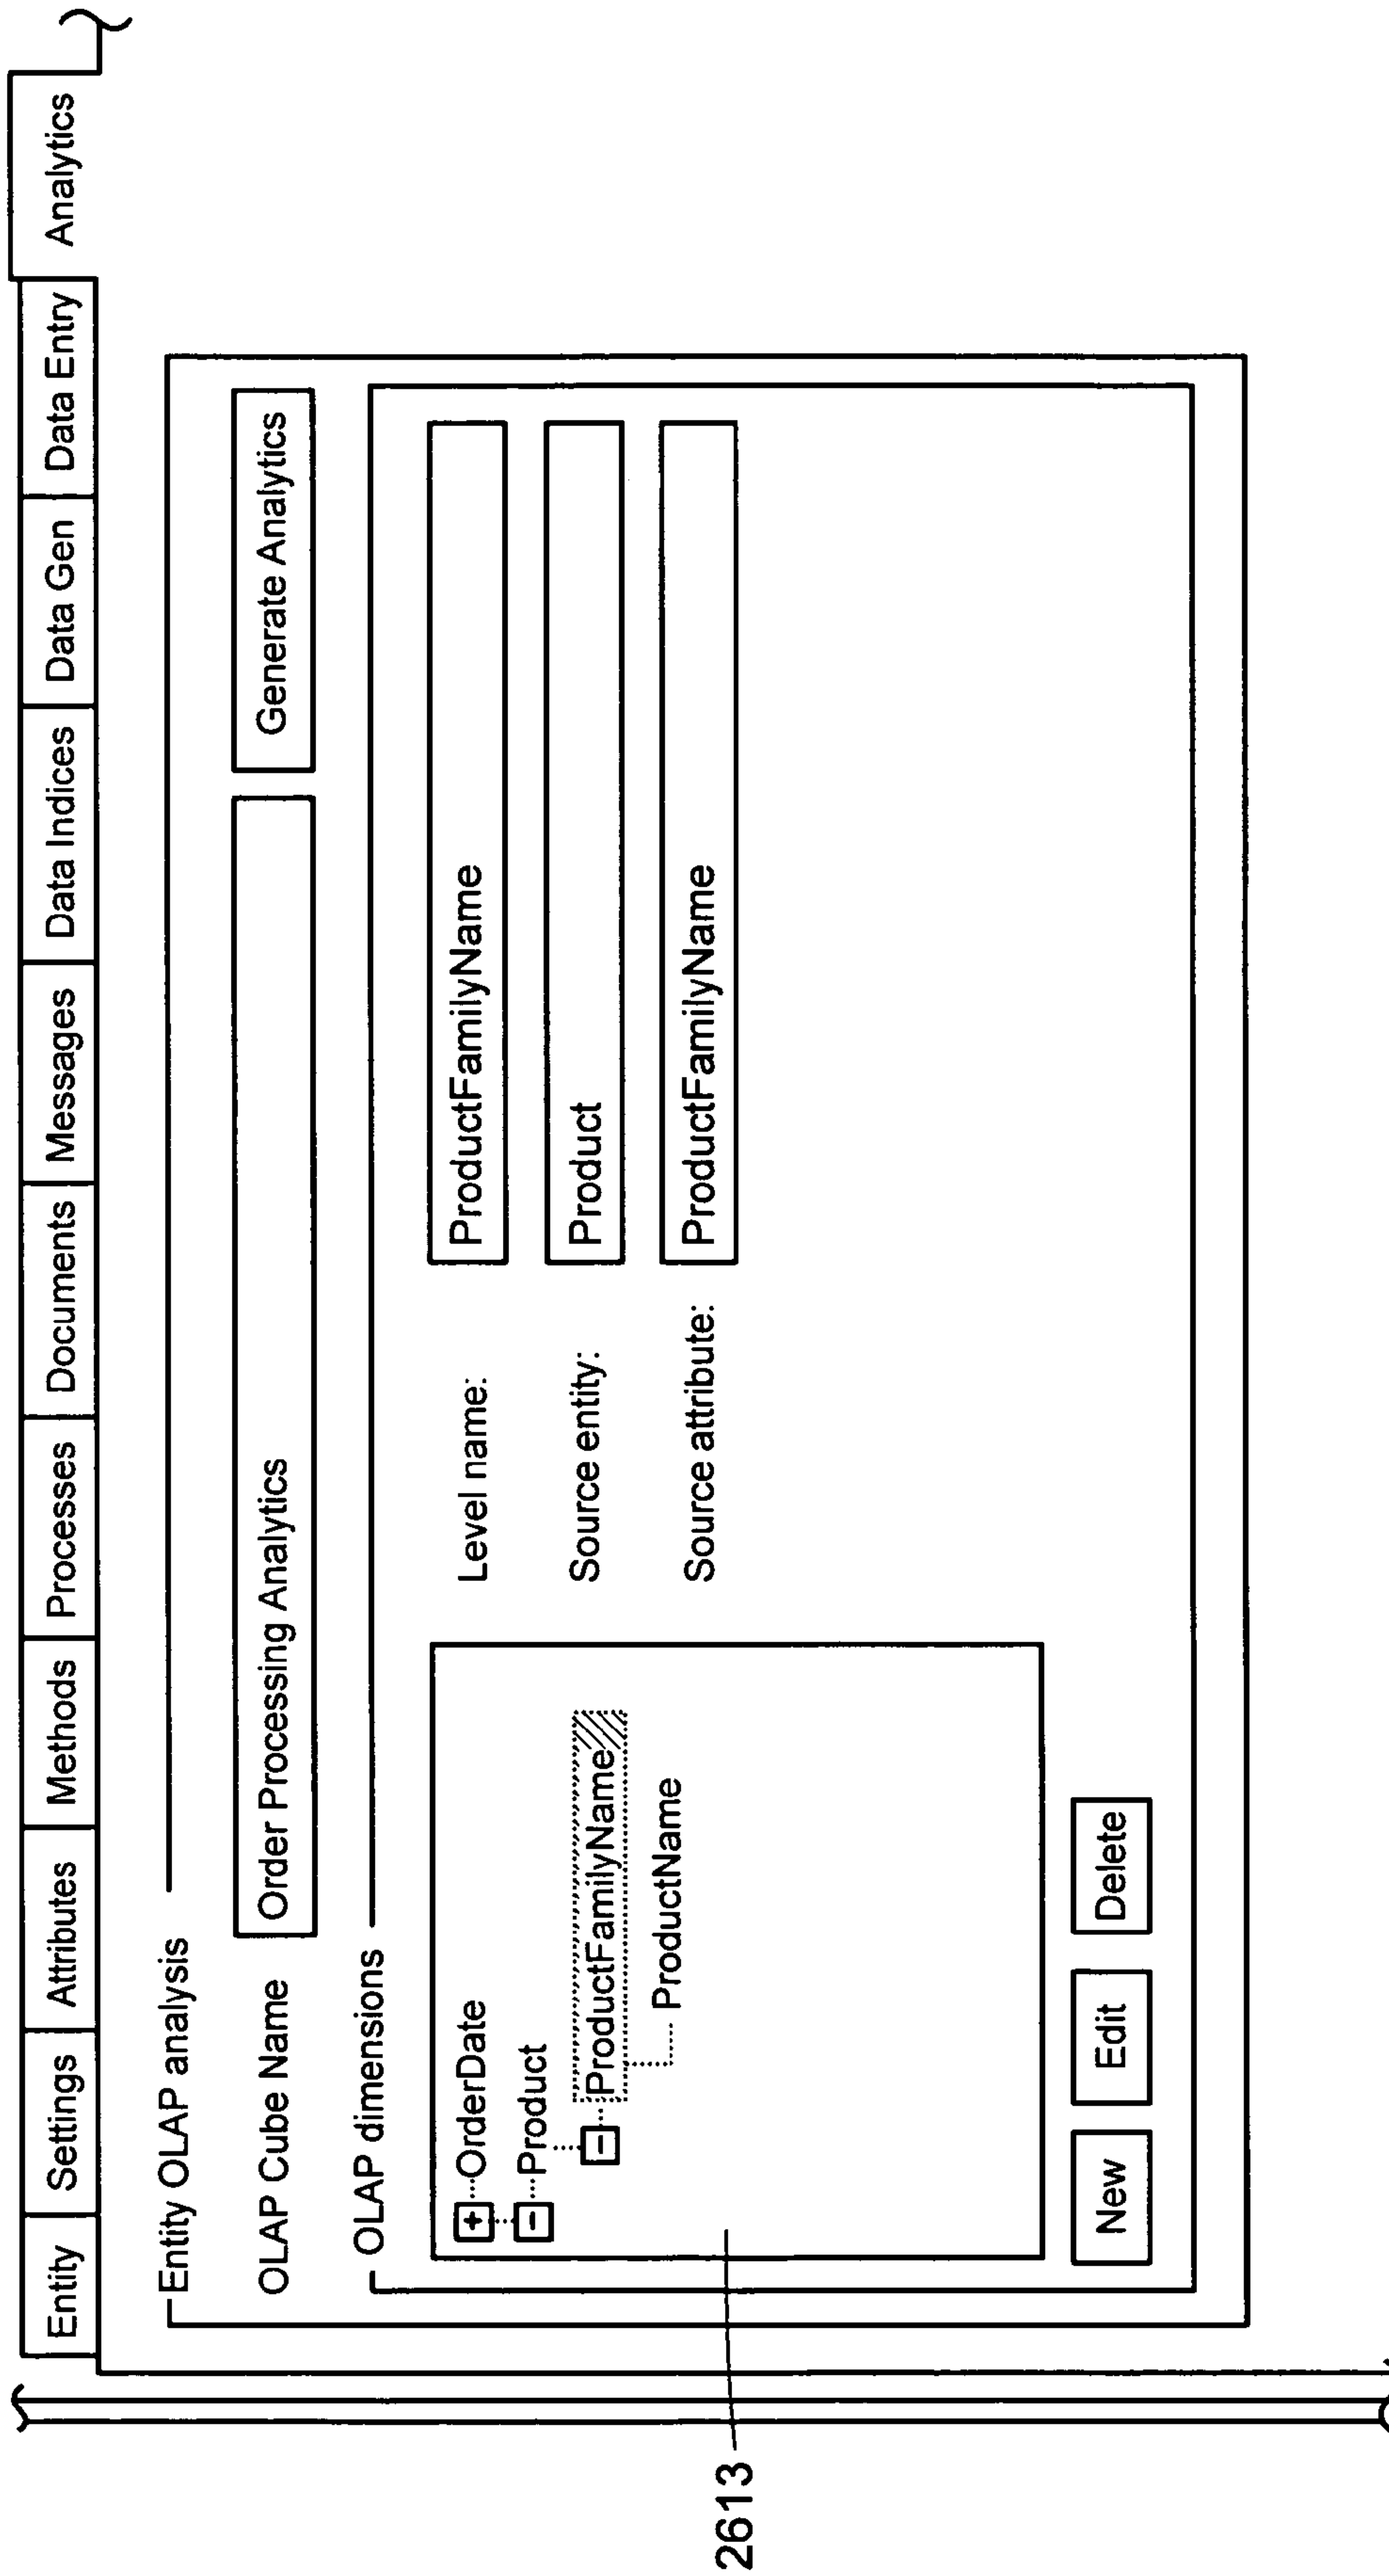 Entity Settings Attributes Methods Processes Documents Messages Data Indices Data Gen Data Entry Analytics
Entity OLAP analysis
OLAP Cube Name Order Processing Analytics Generate Analytics
OLAP dimensions
+ OrderDate
- Product
- ProductFamilyName
ProductName
Level name: ProductFamilyName
Source entity: Product
Source attribute: ProductFamilyName
New Edit Delete
2613